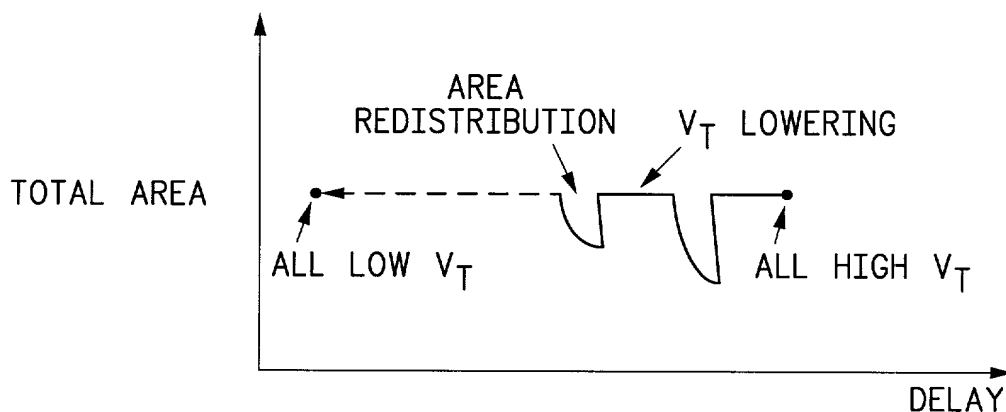 AREA
REDISTRIBUTION
V_T LOWERING
TOTAL AREA
ALL LOW V_T
ALL HIGH V_T
DELAY